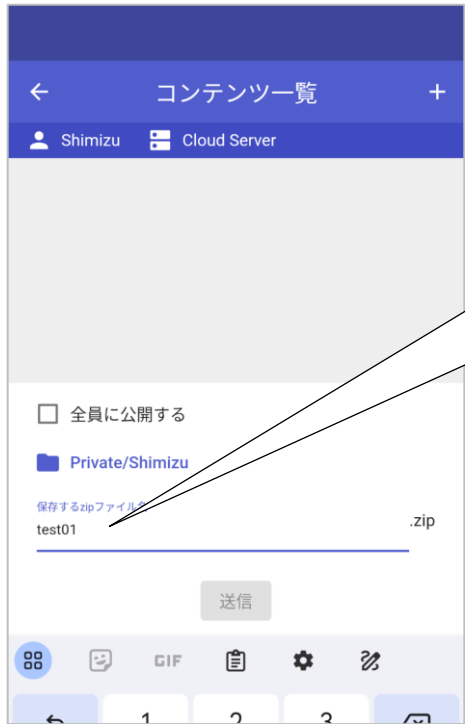 コンテンツ一覧
Shimizu Cloud Server
全員に公開する
Private/Shimizu
保存するzipファイル名
test01 .zip
送信
GIF
1 2 3